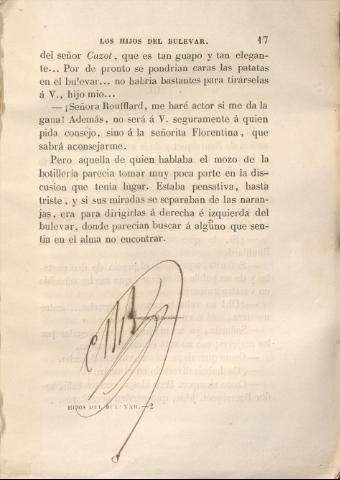 LOS HIJOS DEL BULEVAR. 17
del señor Cazot, que es tan guapo y tan elegan-
te... Por de pronto se pondrian caras las patatas
en el bulevar... no habria bastantes para tirárselas
á V., hijo mio...
— ¡Señora Roufflard, me haré actor si me da la
gana! Además, no será á V. seguramente á quien
pida consejo, sino á la señorita Florentina, que
sabrá aconsejarme.
Pero aquella de quien hablaba el mozo de la
botillería parecia tomar muy poca parte en la dis-
cusion que tenia lugar. Estaba pensativa, hasta
triste, y si sus miradas se separaban de las naran-
jas, era para dirigirlas á derecha é izquierda del
bulevar, donde parecian buscar á alguno que sen-
tia en el alma no encontrar.
HIJOS DEL BULEVAR.—2